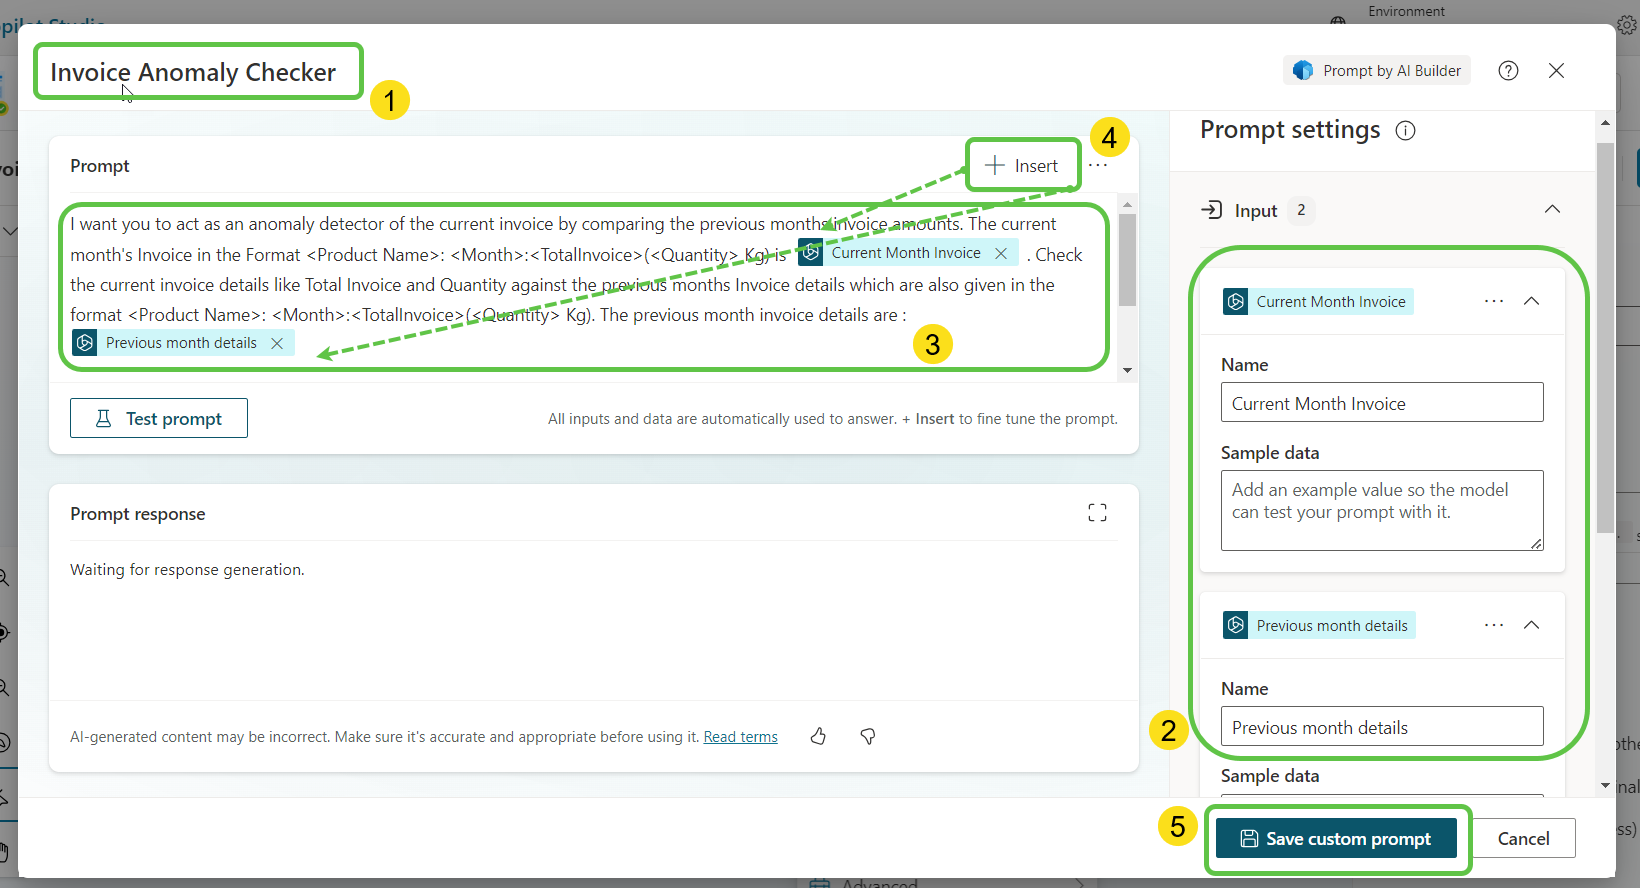 Environment
Invoice Anomaly Checker
1
Prompt by AI Builder
Prompt
Insert
4
I want you to act as an anomaly detector of the current invoice by comparing the previous months invoice amounts. The current
month's Invoice in the Format <Product Name>: <Month>:<TotalInvoice>(<Quantity> Kg) is Current Month Invoice . Check
the current invoice details like Total Invoice and Quantity against the previous months Invoice details which are also given in the
format <Product Name>: <Month>:<TotalInvoice>(<Quantity> Kg). The previous month invoice details are :
Previous month details
3
Test prompt
All inputs and data are automatically used to answer. + Insert to fine tune the prompt.
Prompt response
Waiting for response generation.
AI-generated content may be incorrect. Make sure it's accurate and appropriate before using it. Read terms
Prompt settings
Input 2
Current Month Invoice
Name
Current Month Invoice
Sample data
Add an example value so the model
can test your prompt with it.
Previous month details
Name
Previous month details
2
Sample data
5
Save custom prompt
Cancel
Advanced